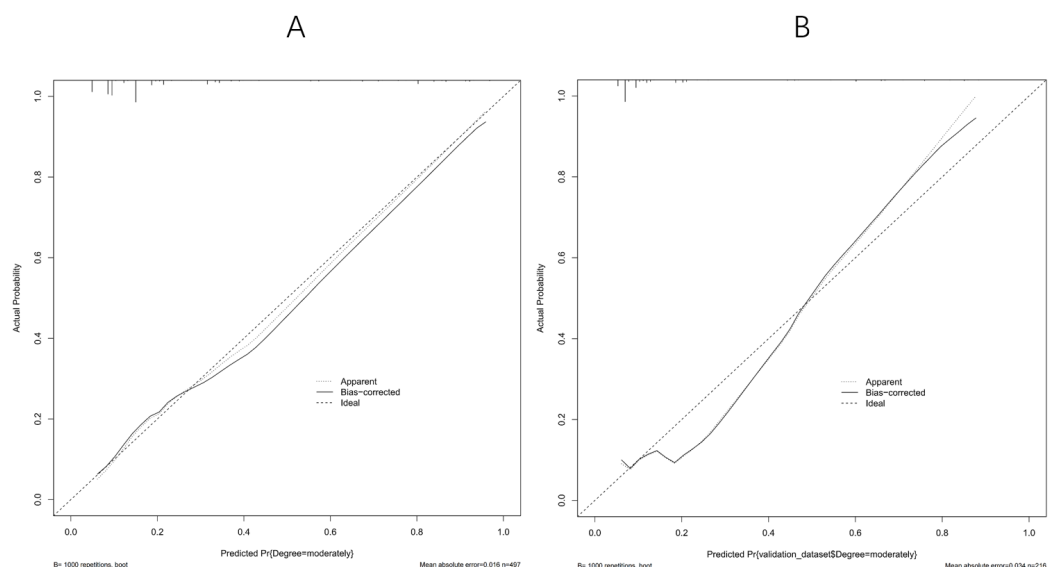 A
B
1.0
0.8
0.6
0.4
0.2
0.0
Actual Probability
Apparent
Bias−corrected
Ideal
0.0 0.2 0.4 0.6 0.8 1.0
Predicted Pr{Degree=moderately}
B= 1000 repetitions, boot
Mean absolute error=0.016 n=497
1.0
0.8
0.6
0.4
0.2
0.0
Actual Probability
Apparent
Bias−corrected
Ideal
0.0 0.2 0.4 0.6 0.8 1.0
Predicted Pr{validation_dataset$Degree=moderately}
B= 1000 repetitions, boot
Mean absolute error=0.034 n=216